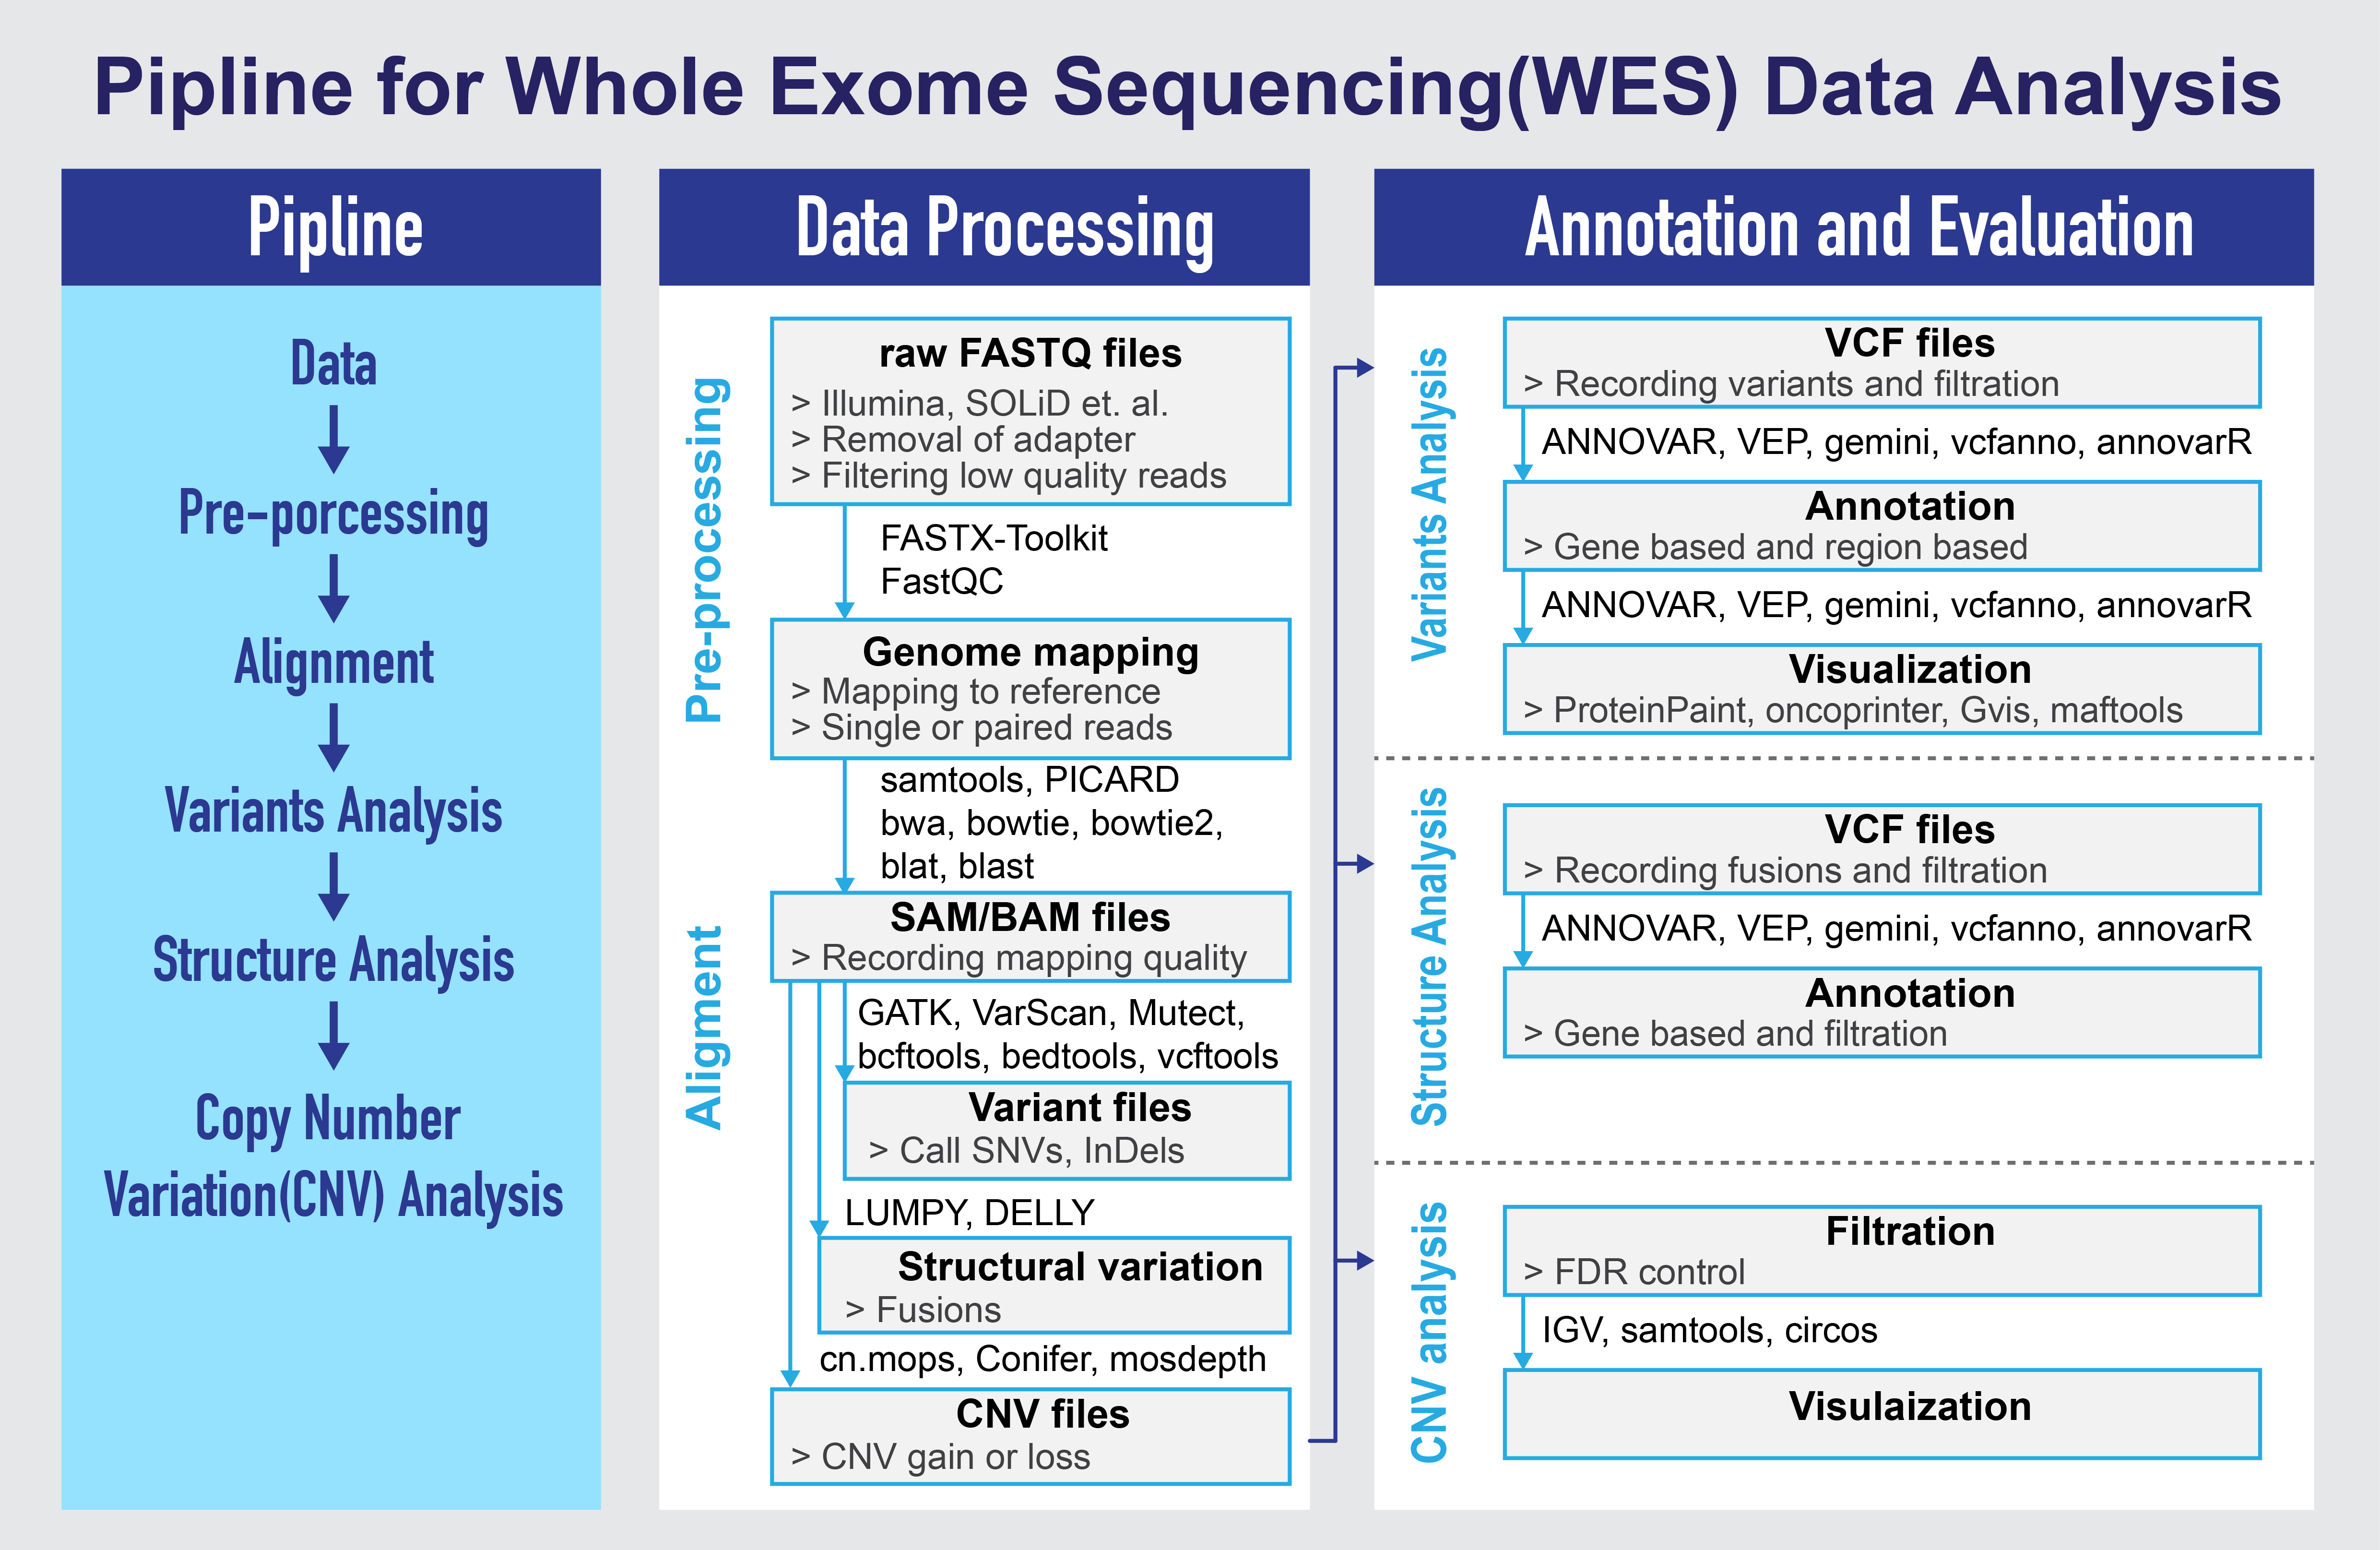 Pipline for Whole Exome Sequencing(WES) Data Analysis
Pipline
Data
Pre-porcessing
Alignment
Variants Analysis
Structure Analysis
Copy Number
Variation(CNV) Analysis
Data Processing
Pre-processing
raw FASTQ files
> Illumina, SOLiD et. al.
> Removal of adapter
> Filtering low quality reads
FASTX-Toolkit
FastQC
Genome mapping
> Mapping to reference
> Single or paired reads
samtools, PICARD
bwa, bowtie, bowtie2,
blat, blast
Aligment
SAM/BAM files
> Recording mapping quality
GATK, VarScan, Mutect,
bcftools, bedtools, vcftools
Variant files
> Call SNVs, InDels
LUMPY, DELLY
Structural variation
> Fusions
cn.mops, Conifer, mosdepth
CNV files
> CNV gain or loss
Annotation and Evaluation
Variants Analysis
VCF files
> Recording variants and filtration
ANNOVAR, VEP, gemini, vcfanno, annovarR
Annotation
> Gene based and region based
ANNOVAR, VEP, gemini, vcfanno, annovarR
Visualization
> ProteinPaint, oncoprinter, Gvis, maftools
Structure Analysis
VCF files
> Recording fusions and filtration
ANNOVAR, VEP, gemini, vcfanno, annovarR
Annotation
> Gene based and filtration
CNV analysis
Filtration
> FDR control
IGV, samtools, circos
Visulaization